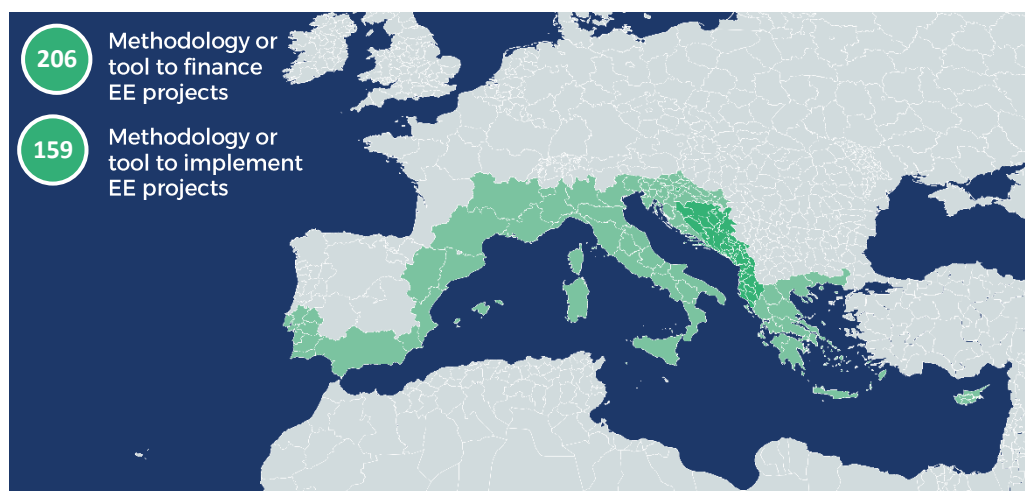 206
Methodology or
tool to finance
EE projects
159
Methodology or
tool to implement
EE projects